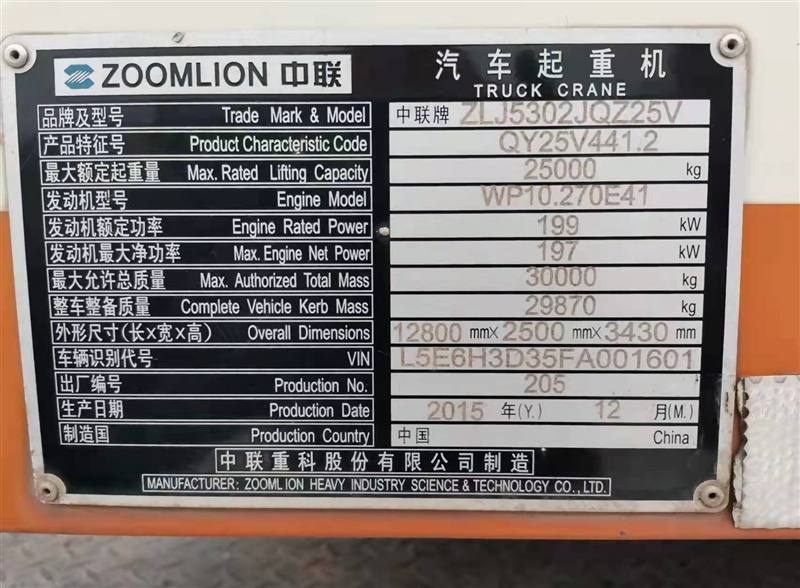 ZOOMLION 中联 汽车起重机
TRUCK CRANE
品牌及型号 Trade Mark & Model 中联牌 ZLJ5302JQZ25V
产品特征号 Product Characteristic Code QY25V441.2
最大额定起重量 Max. Rated Lifting Capacity 25000 kg
发动机型号 Engine Model WP10.270E41
发动机额定功率 Engine Rated Power 199 kW
发动机最大净功率 Max. Engine Net Power 197 kW
最大允许总质量 Max. Authorized Total Mass 30000 kg
整车整备质量 Complete Vehicle Kerb Mass 29870 kg
外形尺寸(长×宽×高) Overall Dimensions 12800 mm× 2500 mm× 3430 mm
车辆识别代号 VIN L5E6H3D35FA001601
出厂编号 Production No. 205
生产日期 Production Date 2015 年(Y.) 12 月(M.)
制造国 Production Country 中国 China
中联重科股份有限公司制造
MANUFACTURER: ZOOMLION HEAVY INDUSTRY SCIENCE & TECHNOLOGY CO., LTD.